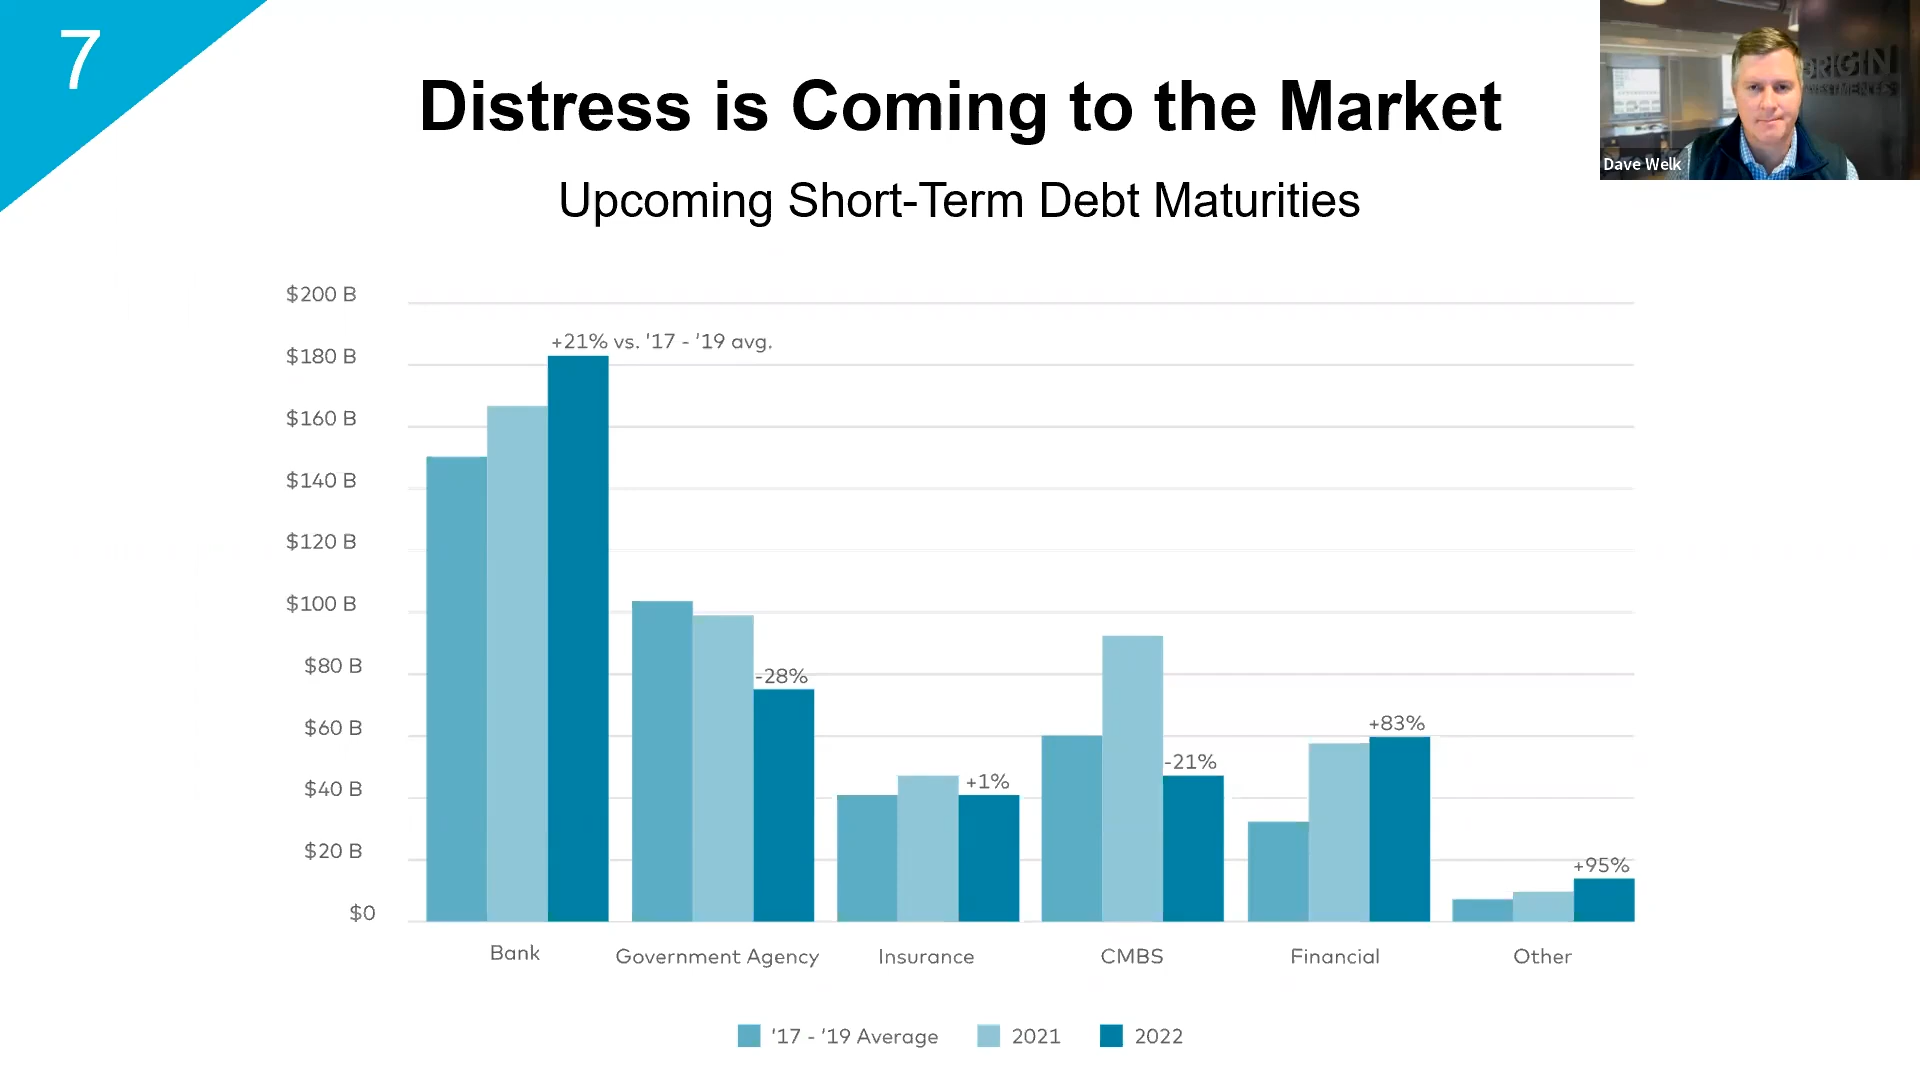 7
Distress is Coming to the Market
Upcoming Short-Term Debt Maturities
ORIGIN
INVESTMENTS
Dave Welk
$200 B
$180 B
$160 B
$140 B
$120 B
$100 B
$80 B
$60 B
$40 B
$20 B
$0
+21% vs. '17 - '19 avg.
-28%
+1%
-21%
+83%
+95%
Bank
Government Agency
Insurance
CMBS
Financial
Other
'17 - '19 Average
2021
2022